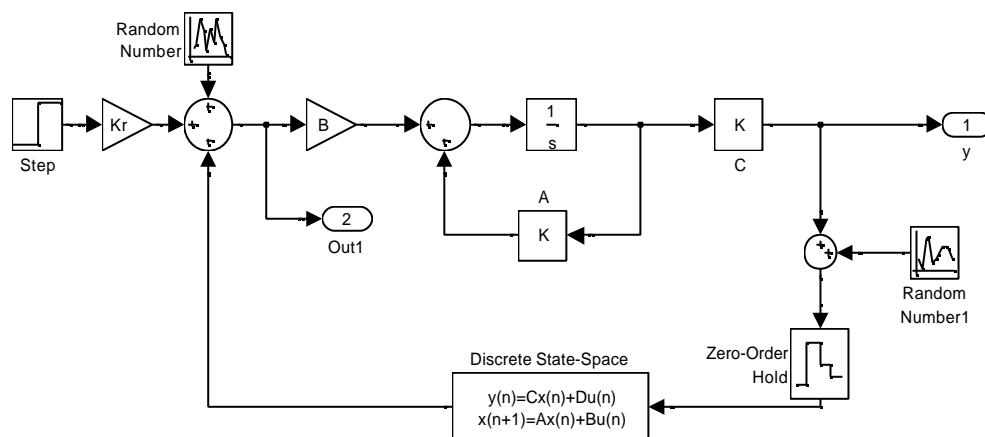 Random
Number
Step
Kr
+
+
+
B
+
+
1
s
K
C
1
y
A
K
2
Out1
+
+
Random
Number1
Zero-Order
Hold
Discrete State-Space
y(n)=Cx(n)+Du(n)
x(n+1)=Ax(n)+Bu(n)